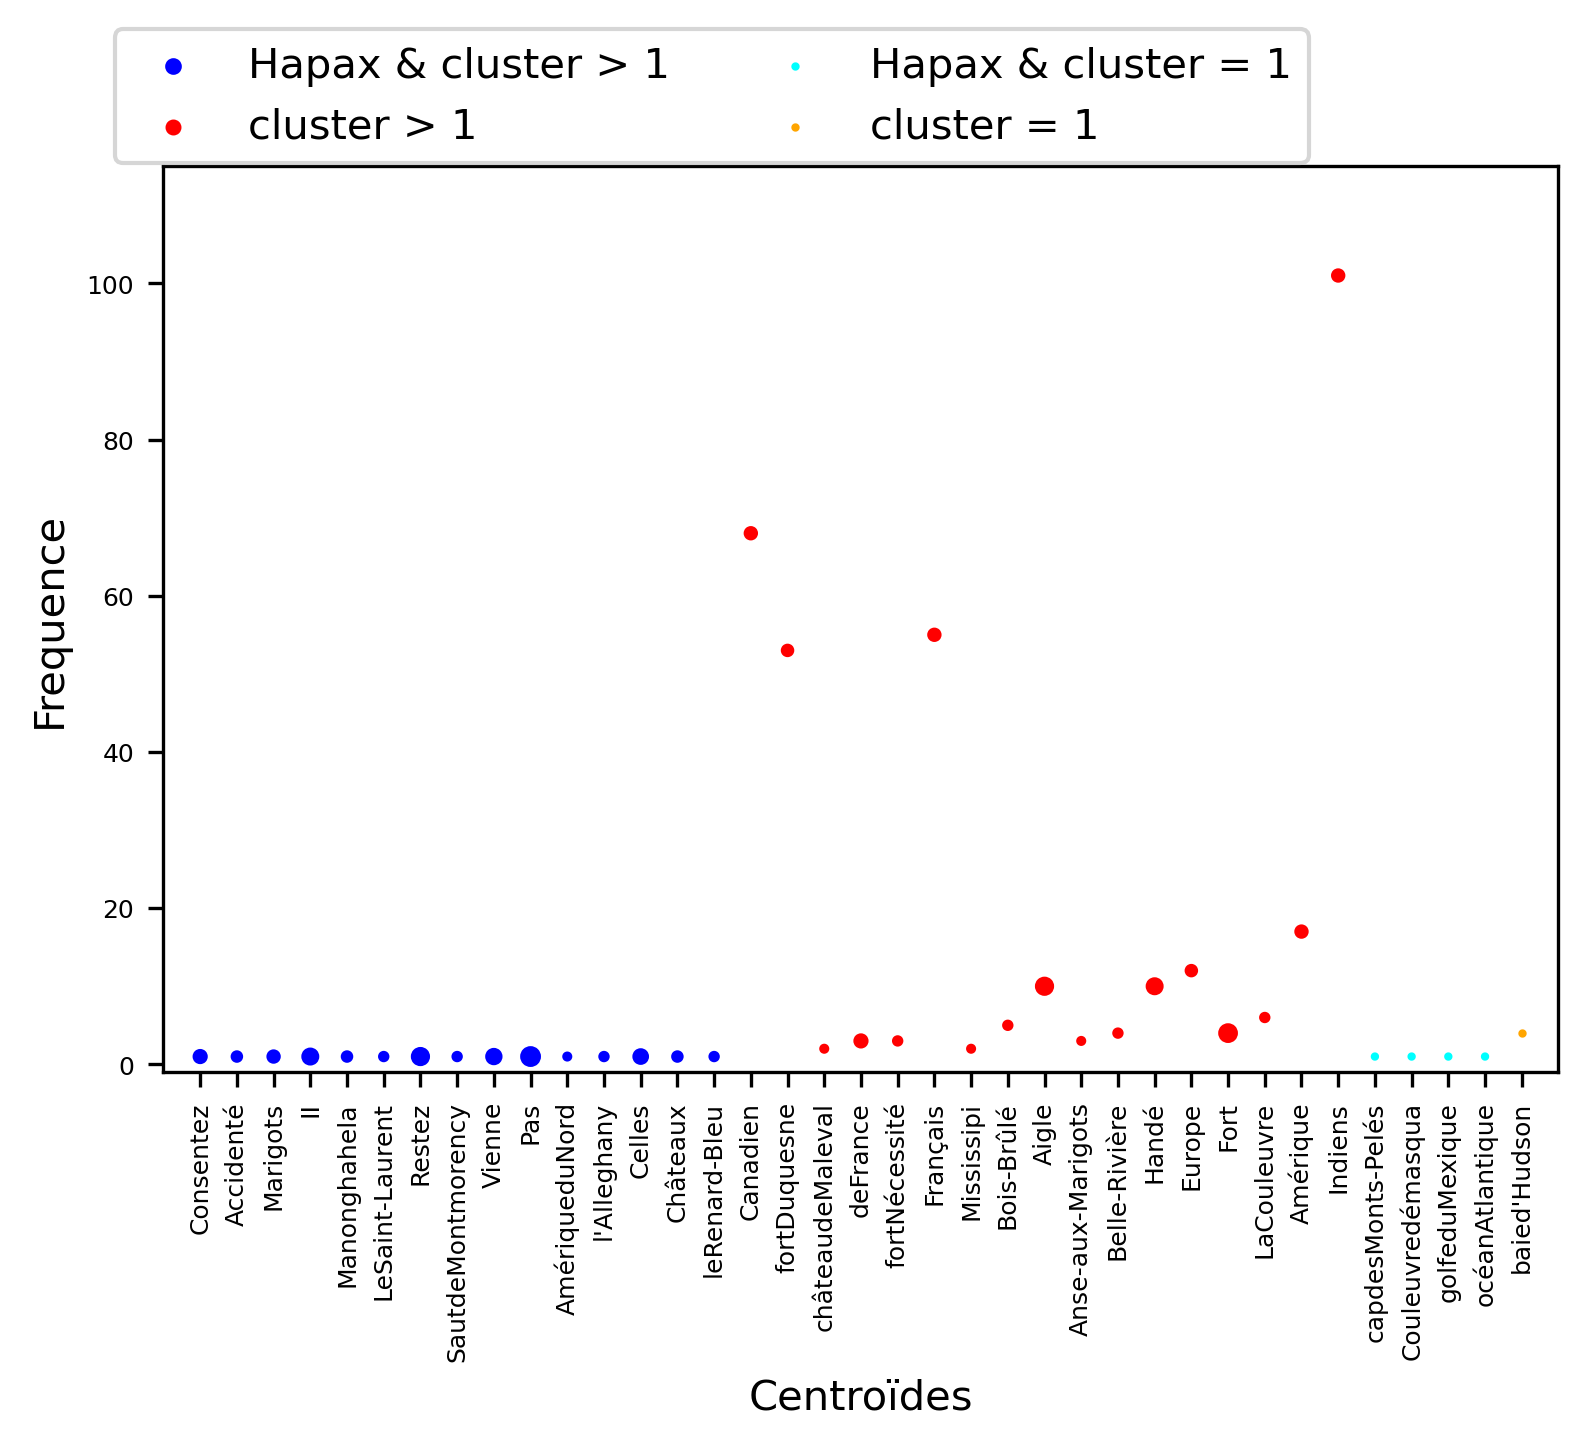 Hapax & cluster > 1
cluster > 1
Hapax & cluster = 1
cluster = 1
Frequence
100
80
60
40
20
0
Consentez
Accidenté
Marigots
II
Manonghahela
LeSaint-Laurent
Restez
SautdeMontmorency
Vienne
Pas
AmériqueduNord
l'Alleghany
Celles
Châteaux
leRenard-Bleu
Canadien
fortDuquesne
châteaudeMaleval
deFrance
fortNécessité
Français
Mississipi
Bois-Brûlé
Aigle
Anse-aux-Marigots
Belle-Rivière
Handé
Europe
Fort
LaCouleuvre
Amérique
Indiens
capdesMonts-Pelés
Couleuvredémasqua
golfeduMexique
océanAtlantique
baied'Hudson
Centroïdes